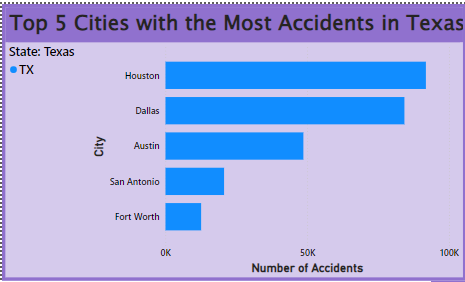 Top 5 Cities with the Most Accidents in Texas
State: Texas
TX
Houston
Dallas
Austin
San Antonio
Fort Worth
City
0K 50K 100K
Number of Accidents